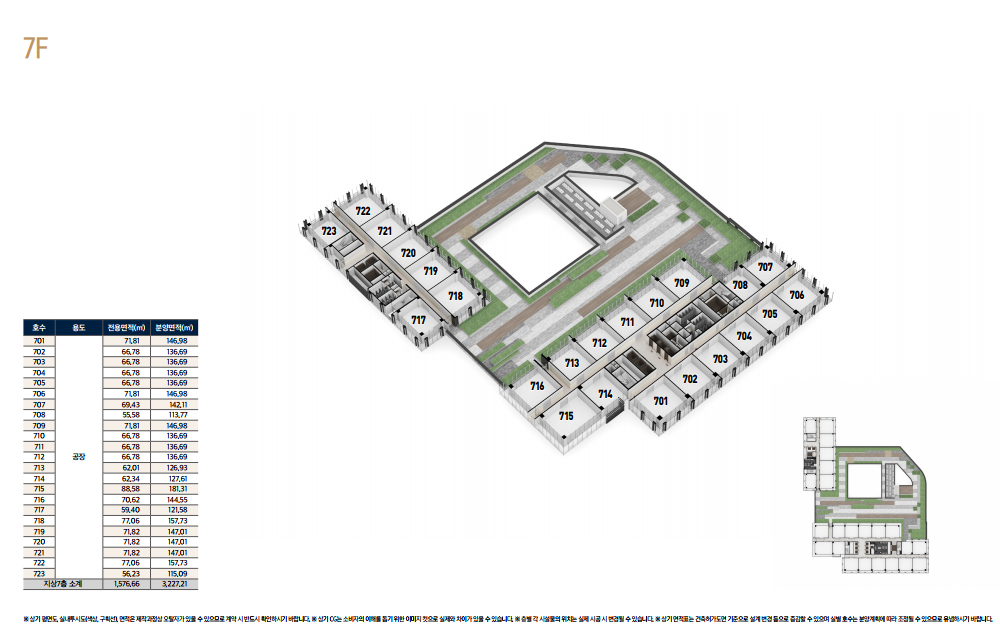 7F
722
723
721
720
719
718
717
707
709
708
706
710
705
711
704
712
703
713
702
716
714
701
715
호수 용도 전용면적(㎡) 분양면적(㎡)
701 71,81 146,98
702 66,78 136,69
703 66,78 136,69
704 66,78 136,69
705 66,78 136,69
706 71,81 146,98
707 69,43 142,11
708 55,58 113,77
709 71,81 146,98
710 66,78 136,69
711 66,78 136,69
712 공장 66,78 136,69
713 62,01 126,93
714 62,34 127,61
715 88,58 181,31
716 70,62 144,55
717 59,40 121,58
718 77,06 157,73
719 71,82 147,01
720 71,82 147,01
721 71,82 147,01
722 77,06 157,73
723 56,23 115,09
지상7층 소계 1,576,66 3,227,21
※ 상기 평면도, 실내투시도(색상, 구획선), 면적은 제작과정상 오탈자가 있을 수 있으므로 계약 시 반드시 확인하시기 바랍니다. ※ 상기 CG는 소비자의 이해를 돕기 위한 이미지 컷으로 실제와 차이가 있을 수 있습니다. ※ 층별 각 시설물의 위치는 실제 시공 시 변경될 수 있습니다. ※ 상기 면적표는 건축허가도면 기준으로 설계 변경 등으로 증감할 수 있으며 실별 호수는 분양계획에 따라 조정될 수 있으므로 유념하시기 바랍니다.